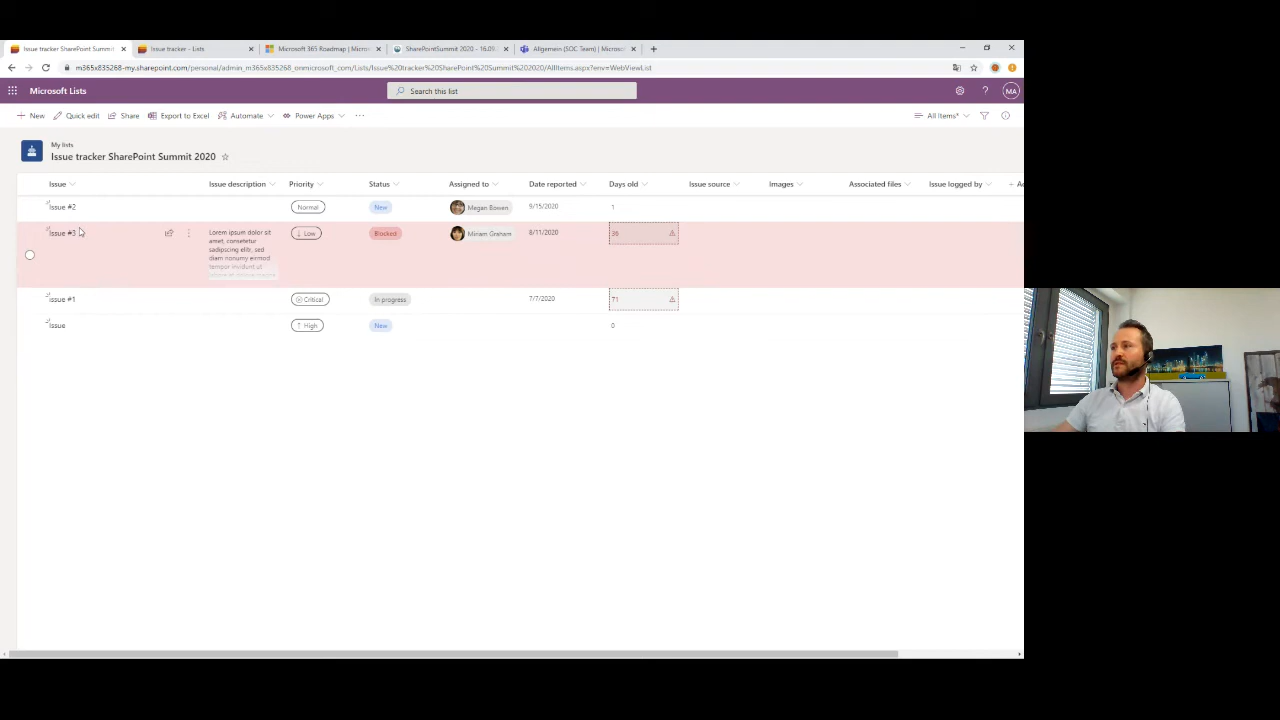 Issue tracker SharePoint Summit
Issue tracker - Lists
Microsoft 365 Roadmap | Micros
SharePointSummit 2020 - 16.09
Allgemein (SOC Team) | Microso
m365x835268-my.sharepoint.com/personal/admin_m365x835268_onmicrosoft_com/Lists/Issue%20tracker%20SharePoint%20Summit%202020/AllItems.aspx?env=WebViewList
Microsoft Lists
Search this list
MA
New Quick edit Share Export to Excel Automate Power Apps
All Items*
My lists
Issue tracker SharePoint Summit 2020
Issue Issue description Priority Status Assigned to Date reported Days old Issue source Images Associated files Issue logged by
Issue #2 Normal New Megan Bowen 9/15/2020 1
Issue #3 Low Blocked Miriam Graham 8/11/2020 36
Lorem ipsum dolor sit
amet, consetetur
sadipscing elitr, sed
diam nonumy eirmod
tempor invidunt ut
labore et dolore magna
Issue #1 Critical In progress 7/7/2020 71
Issue High New 0